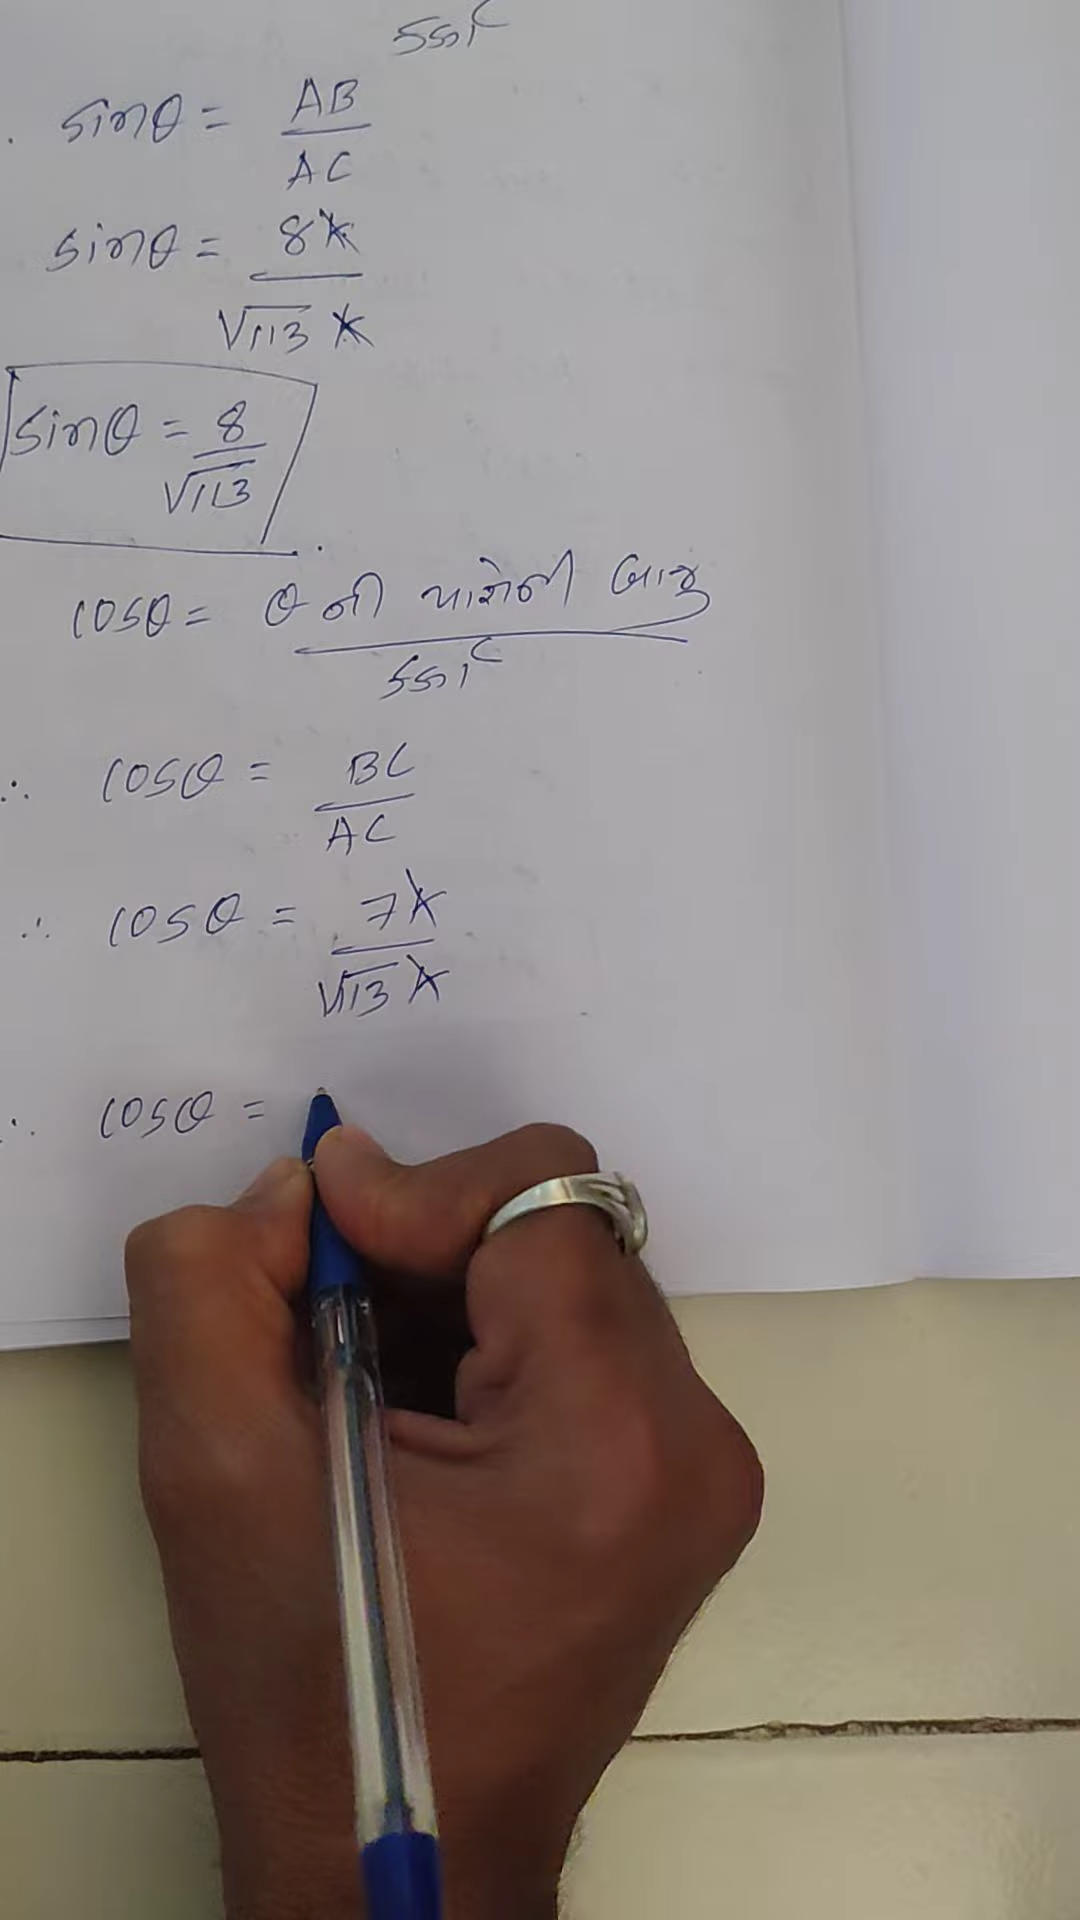 કર્ણ
sinθ = AB / AC
sinθ = 8k / √113 k
sinθ = 8 / √113
cosθ = θ ની પાસેની બાજુ / કર્ણ
∴ cosθ = BC / AC
∴ cosθ = 7k / √113 k
∴ cosθ =